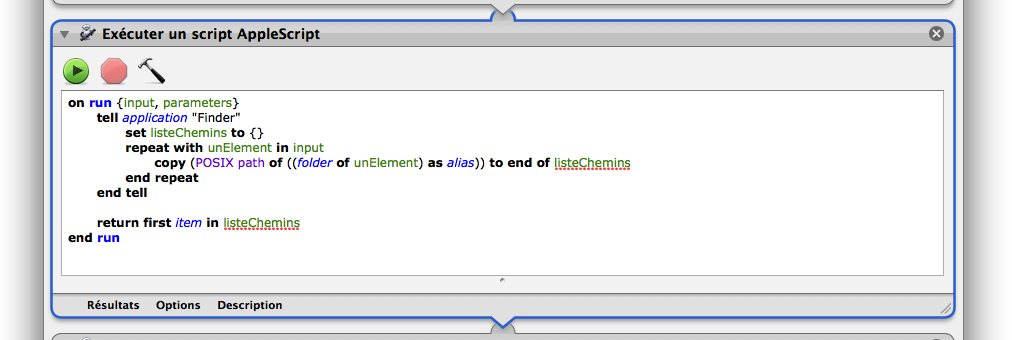 Exécuter un script AppleScript
on run {input, parameters}
tell application "Finder"
set listeChemins to {}
repeat with unElement in input
copy (POSIX path of ((folder of unElement) as alias)) to end of listeChemins
end repeat
end tell
return first item in listeChemins
end run
Résultats Options Description